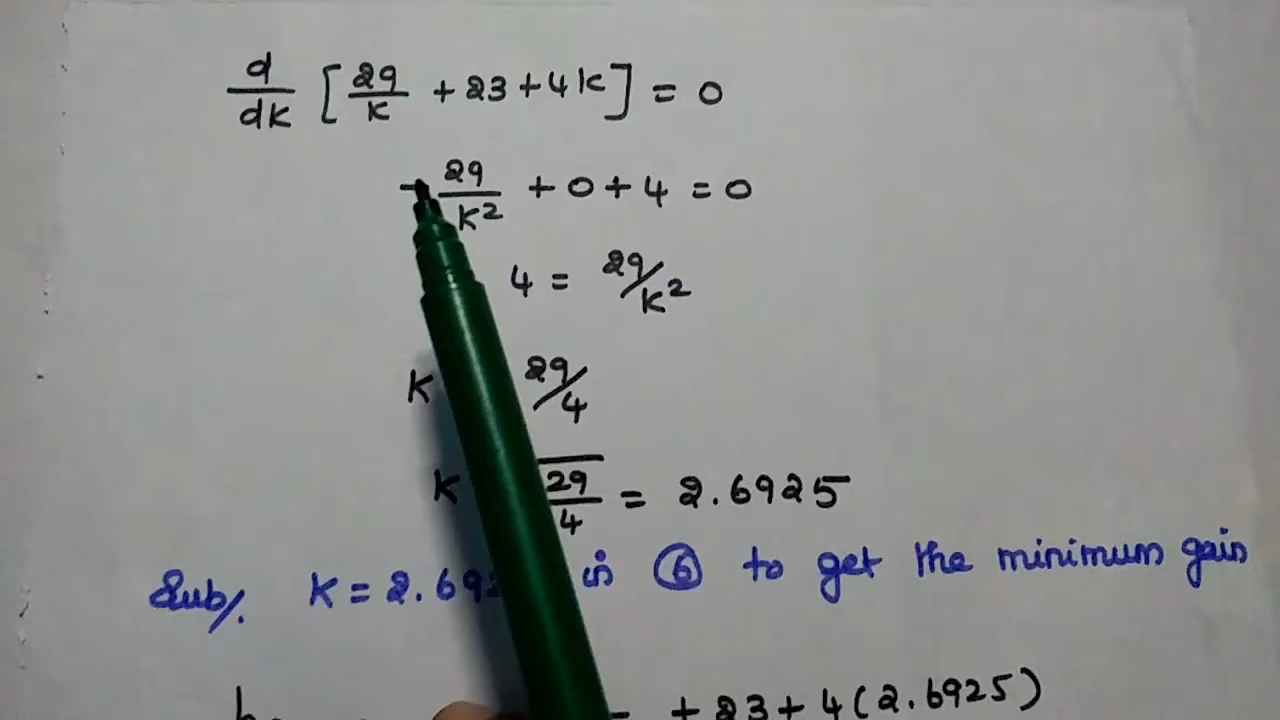 d/dk [29/k + 23 + 4k] = 0
- 29/k² + 0 + 4 = 0
4 = 29/k²
k 29/4
k 29/4 = 2.6925
Sub/. k = 2.69 in ⑥ to get the minimum gain
+ 23 + 4(2.6925)